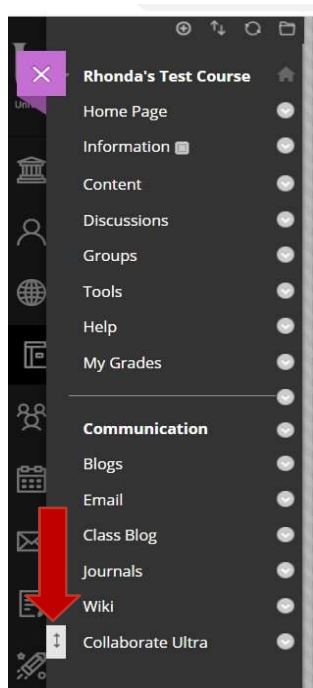 Rhonda's Test Course
Home Page
Information
Content
Discussions
Groups
Tools
Help
My Grades
Communication
Blogs
Email
Class Blog
Journals
Wiki
Collaborate Ultra